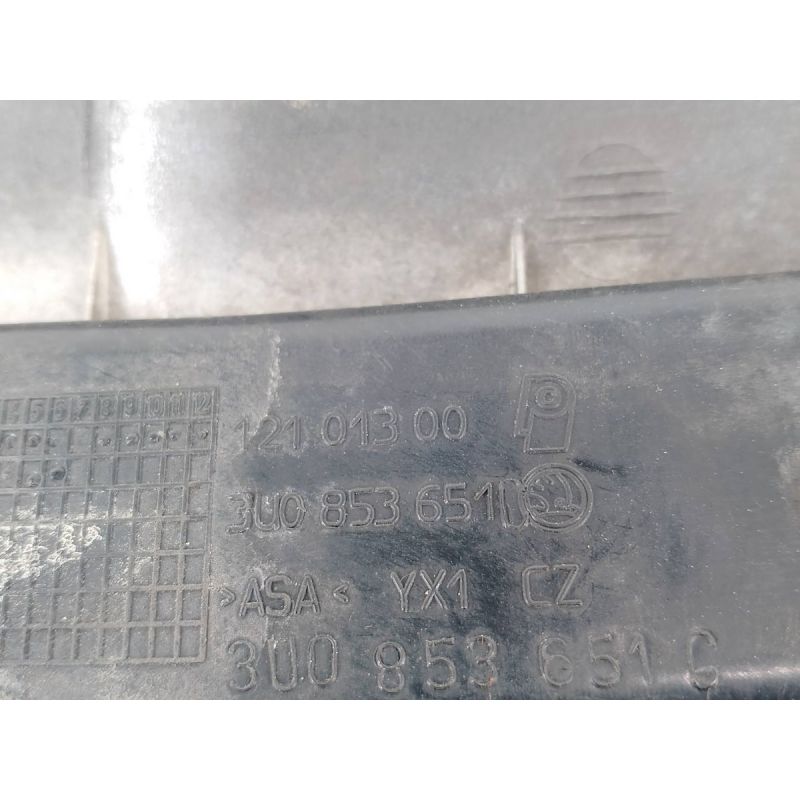 5 6 7 8 9 10 11 12
121 013 00
3U0 853 651
>ASA< YX1 CZ
3U0 853 651 C